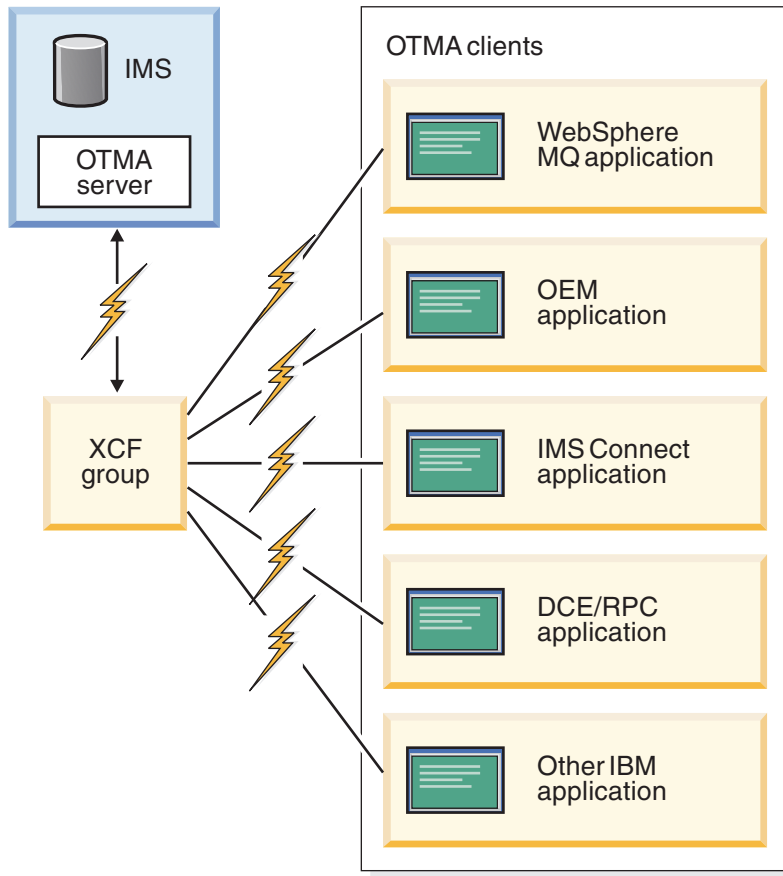 IMS
OTMA
server
XCF
group
OTMA clients
WebSphere
MQ application
OEM
application
IMS Connect
application
DCE/RPC
application
Other IBM
application